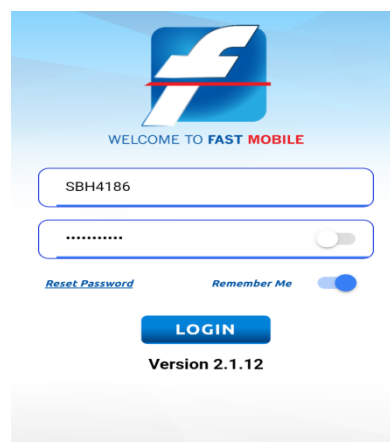 WELCOME TO FAST MOBILE
SBH4186
•••••••••••
Reset Password Remember Me
LOGIN
Version 2.1.12